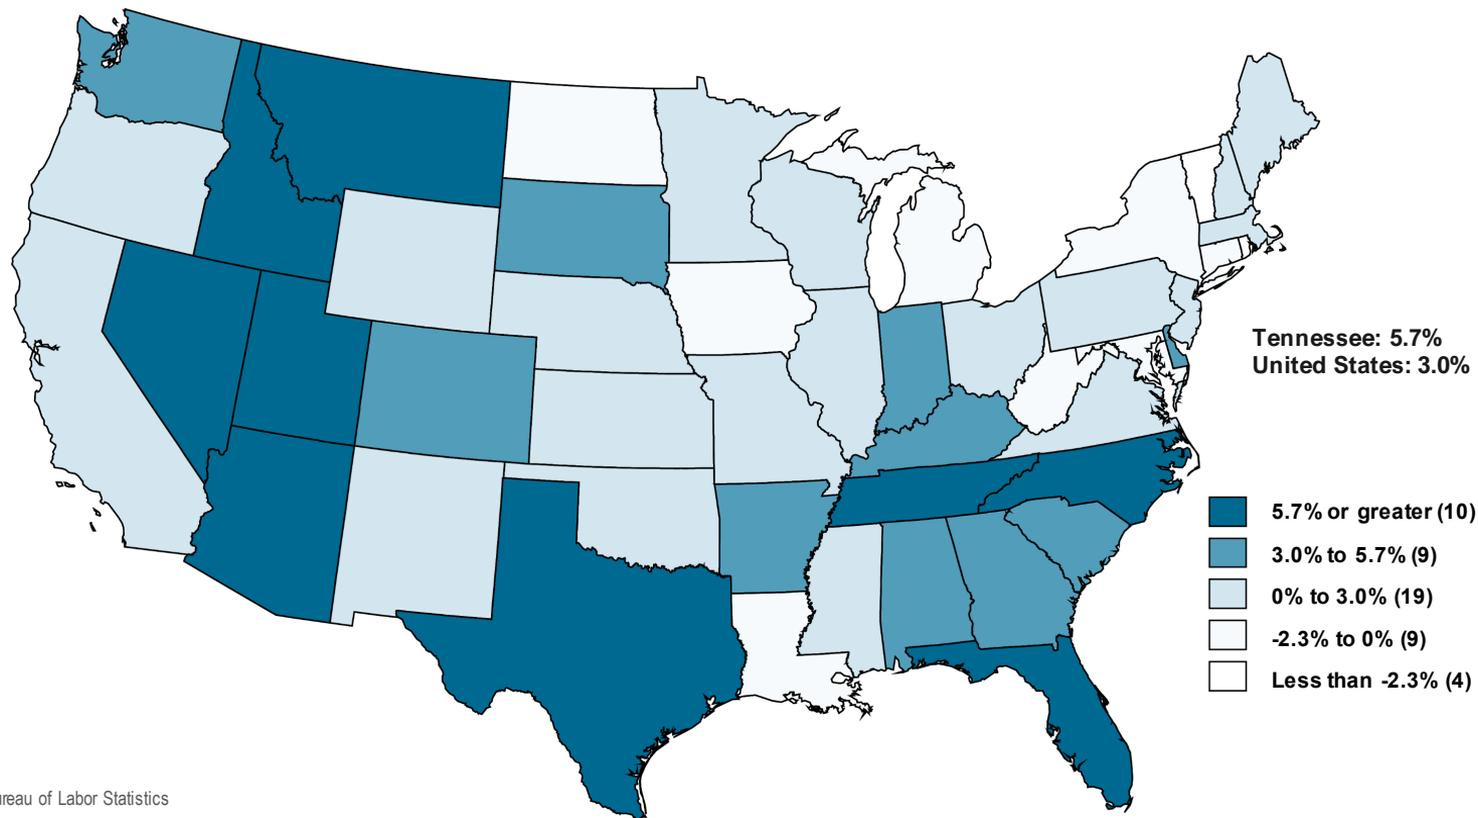 Tennessee: 5.7%
United States: 3.0%
5.7% or greater (10)
3.0% to 5.7% (9)
0% to 3.0% (19)
-2.3% to 0% (9)
Less than -2.3% (4)
reau of Labor Statistics